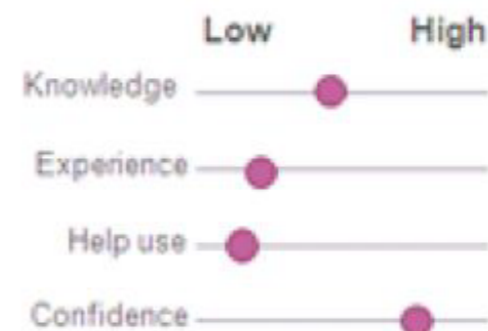 Low High
Knowledge
Experience
Help use
Confidence